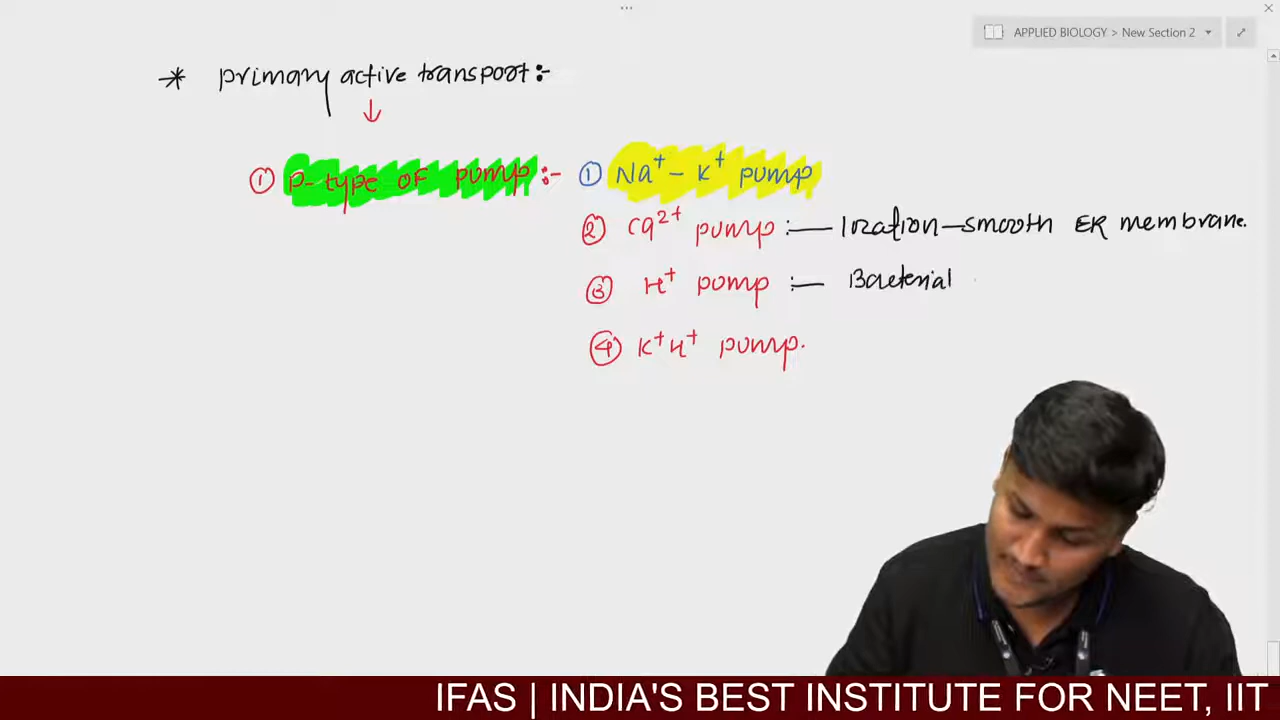 ...
APPLIED BIOLOGY > New Section 2
* primary active transport :-
↓
① P-type of pump :- ① Na⁺ - K⁺ pump
② Ca²⁺ pump :— location - smooth ER membrane.
③ H⁺ pump :— Bacterial
④ K⁺H⁺ pump.
IFAS | INDIA'S BEST INSTITUTE FOR NEET, IIT